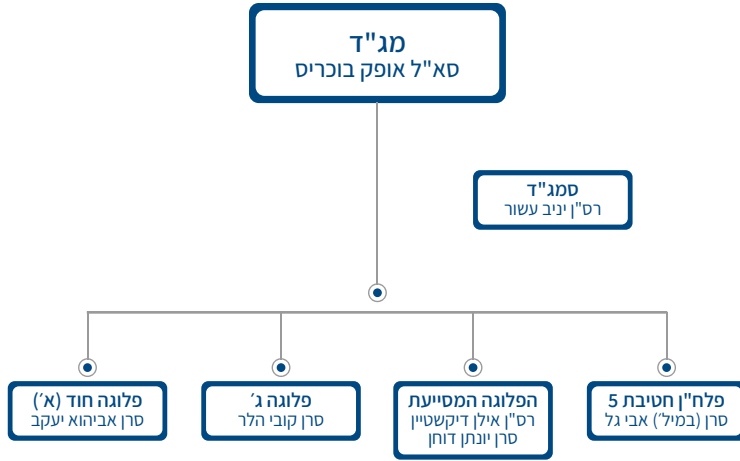 מג"ד
סא"ל אופק בוכריס
סמג"ד
רס"ן יניב עשור
פלח"ן חטיבת 5
סרן (במיל׳) אבי גל
הפלוגה המסייעת
רס"ן אילן דיקשטיין
סרן יונתן דוחן
פלוגה ג׳
סרן קובי הלר
פלוגה חוד (א׳)
סרן אביהוא יעקב